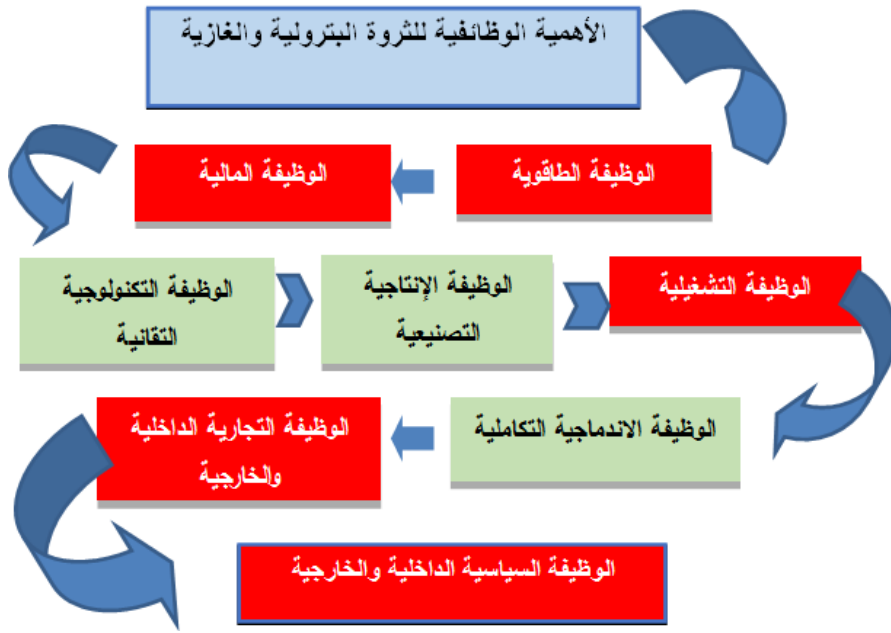 الأهمية الوظائفية للثروة البترولية والغازية
الوظيفة الطاقوية
الوظيفة المالية
الوظيفة التكنولوجية
التقانية
الوظيفة الإنتاجية
التصنيعية
الوظيفة التشغيلية
الوظيفة الاندماجية التكاملية
الوظيفة التجارية الداخلية
والخارجية
الوظيفة السياسية الداخلية والخارجية